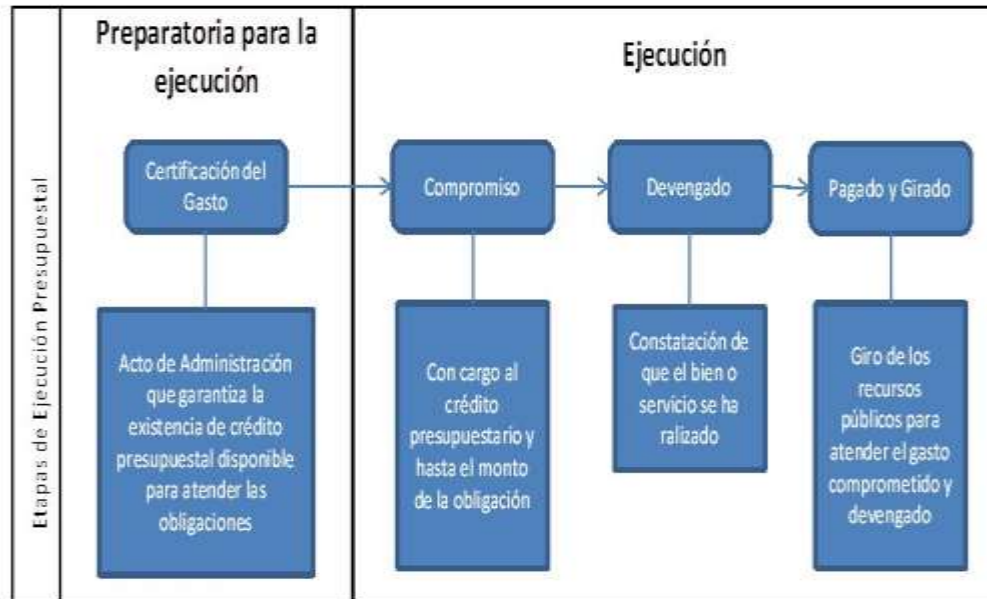 Etapas de Ejecución Presupuestal
Preparatoria para la
ejecución
Ejecución
Certificación del
Gasto
Compromiso
Devengado
Pagado y Girado
Acto de Administración
que garantiza la
existencia de crédito
presupuestal disponible
para atender las
obligaciones
Con cargo al
crédito
presupuestario y
hasta el monto
de la obligación
Constatación de
que el bien o
servicio se ha
ralizado
Giro de los
recursos
públicos para
atender el gasto
comprometido y
devengado